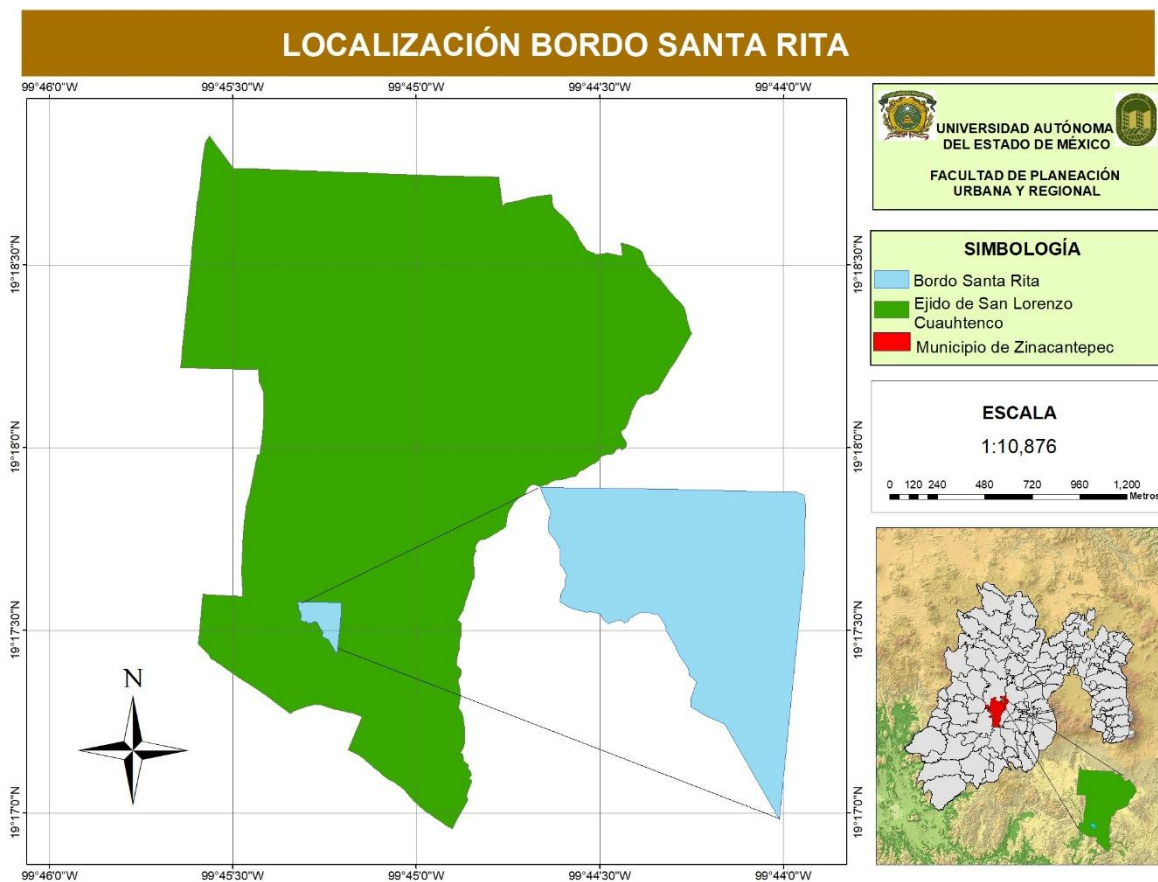 LOCALIZACIÓN BORDO SANTA RITA
99°46'0"W 99°45'30"W 99°45'0"W 99°44'30"W 99°44'0"W
19°18'30"N 19°18'30"N
19°18'0"N 19°18'0"N
19°17'30"N 19°17'30"N
19°17'0"N 19°17'0"N
N
99°46'0"W 99°45'30"W 99°45'0"W 99°44'30"W 99°44'0"W
UNIVERSIDAD AUTÓNOMA
DEL ESTADO DE MÉXICO
FACULTAD DE PLANEACIÓN
URBANA Y REGIONAL
SIMBOLOGÍA
Bordo Santa Rita
Ejido de San Lorenzo
Cuauhtenco
Municipio de Zinacantepec
ESCALA
1:10,876
0 120 240 480 720 960 1,200
Metros